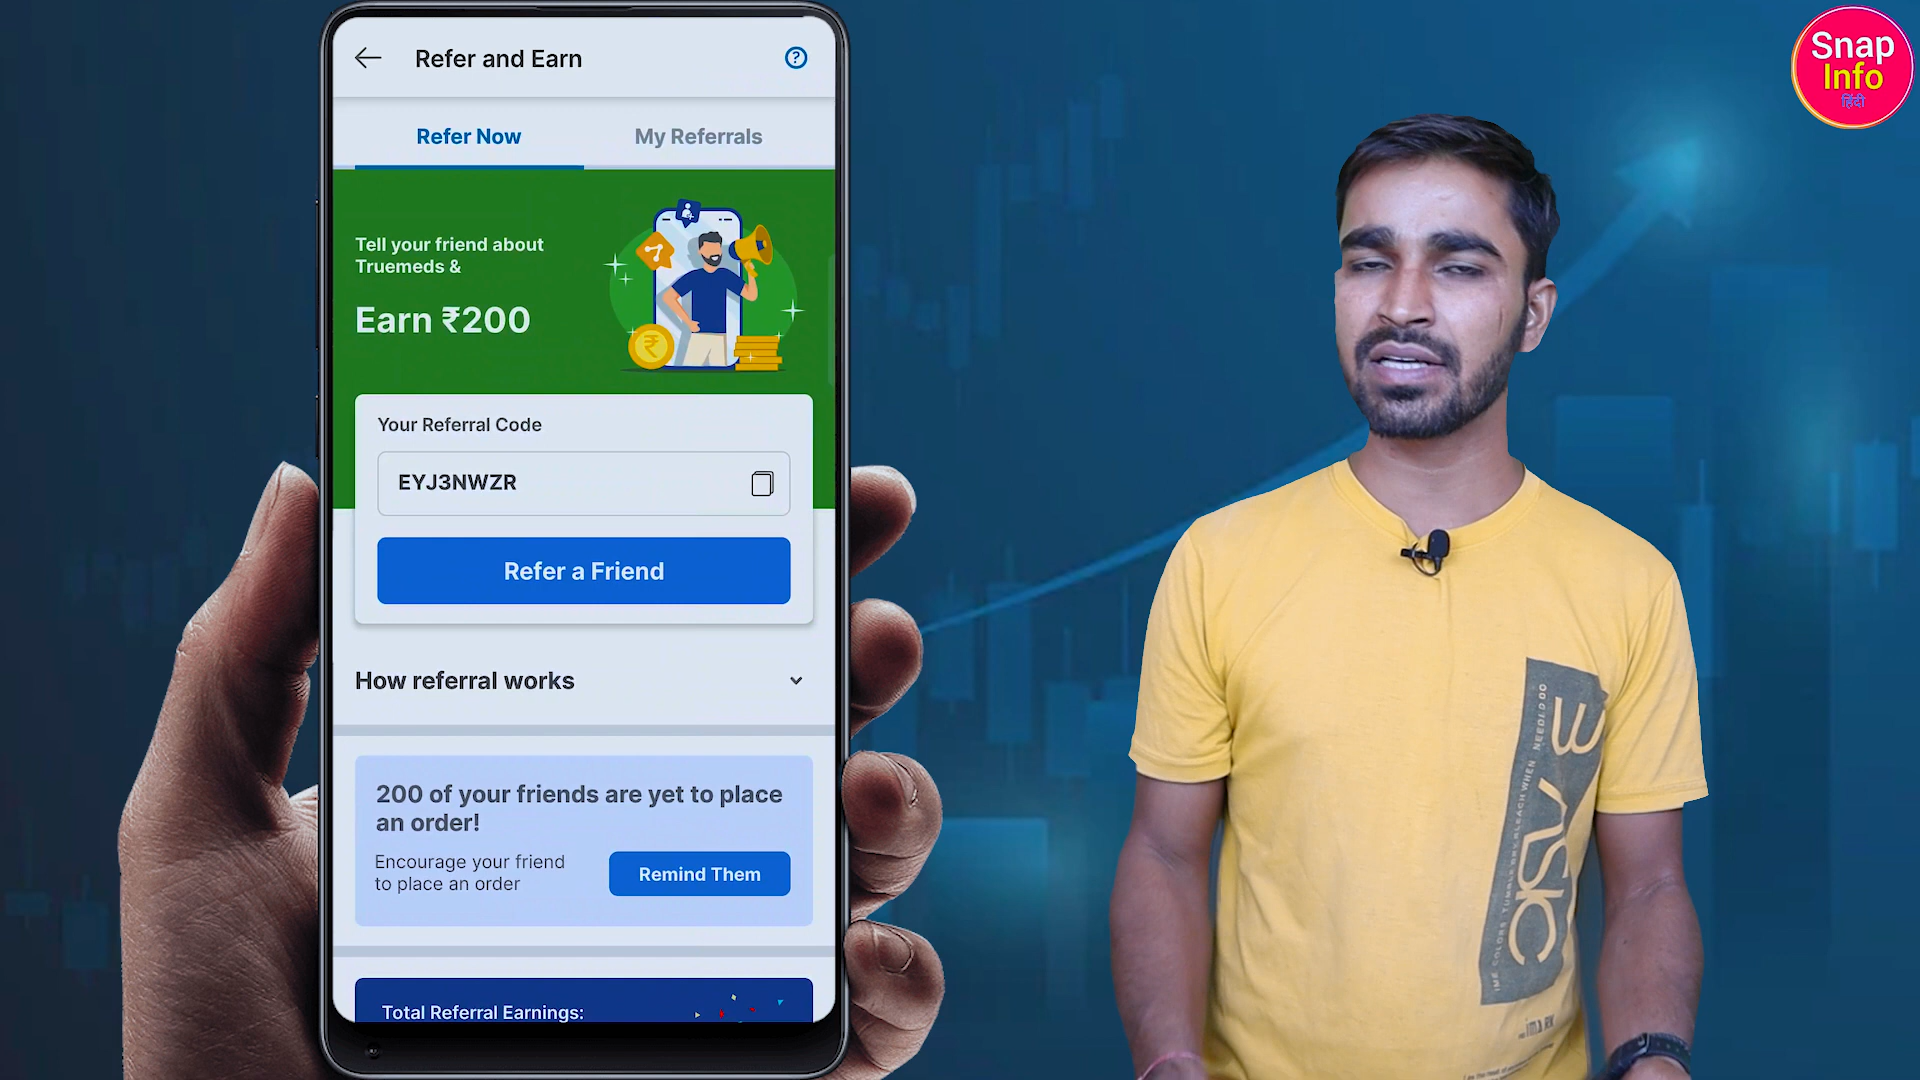 Refer and Earn
?
Refer Now
My Referrals
Tell your friend about
Truemeds &
Earn ₹200
Your Referral Code
EYJ3NWZR
Refer a Friend
How referral works
200 of your friends are yet to place
an order!
Encourage your friend
to place an order
Remind Them
Total Referral Earnings:
Snap
Info
हिंदी
BASIC